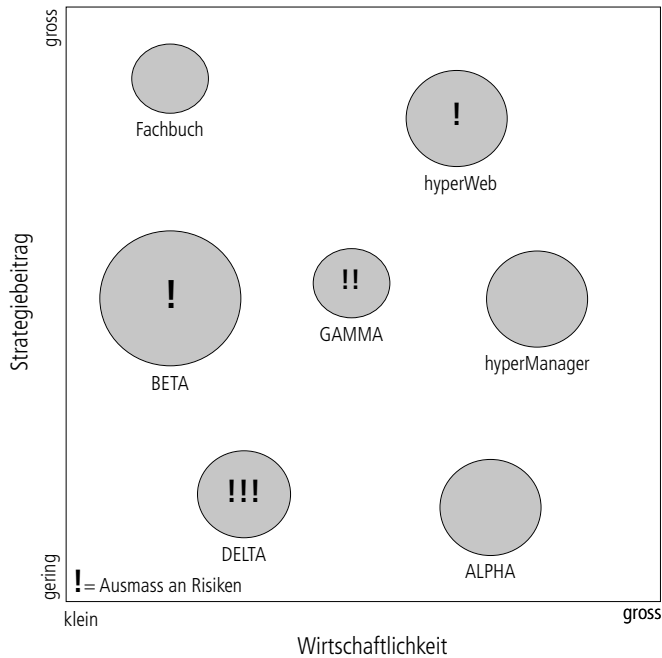 gross
Fachbuch
!
hyperWeb
Strategiebeitrag
!
BETA
!!
GAMMA
hyperManager
!!!
DELTA
ALPHA
gering
!= Ausmass an Risiken
klein
gross
Wirtschaftlichkeit